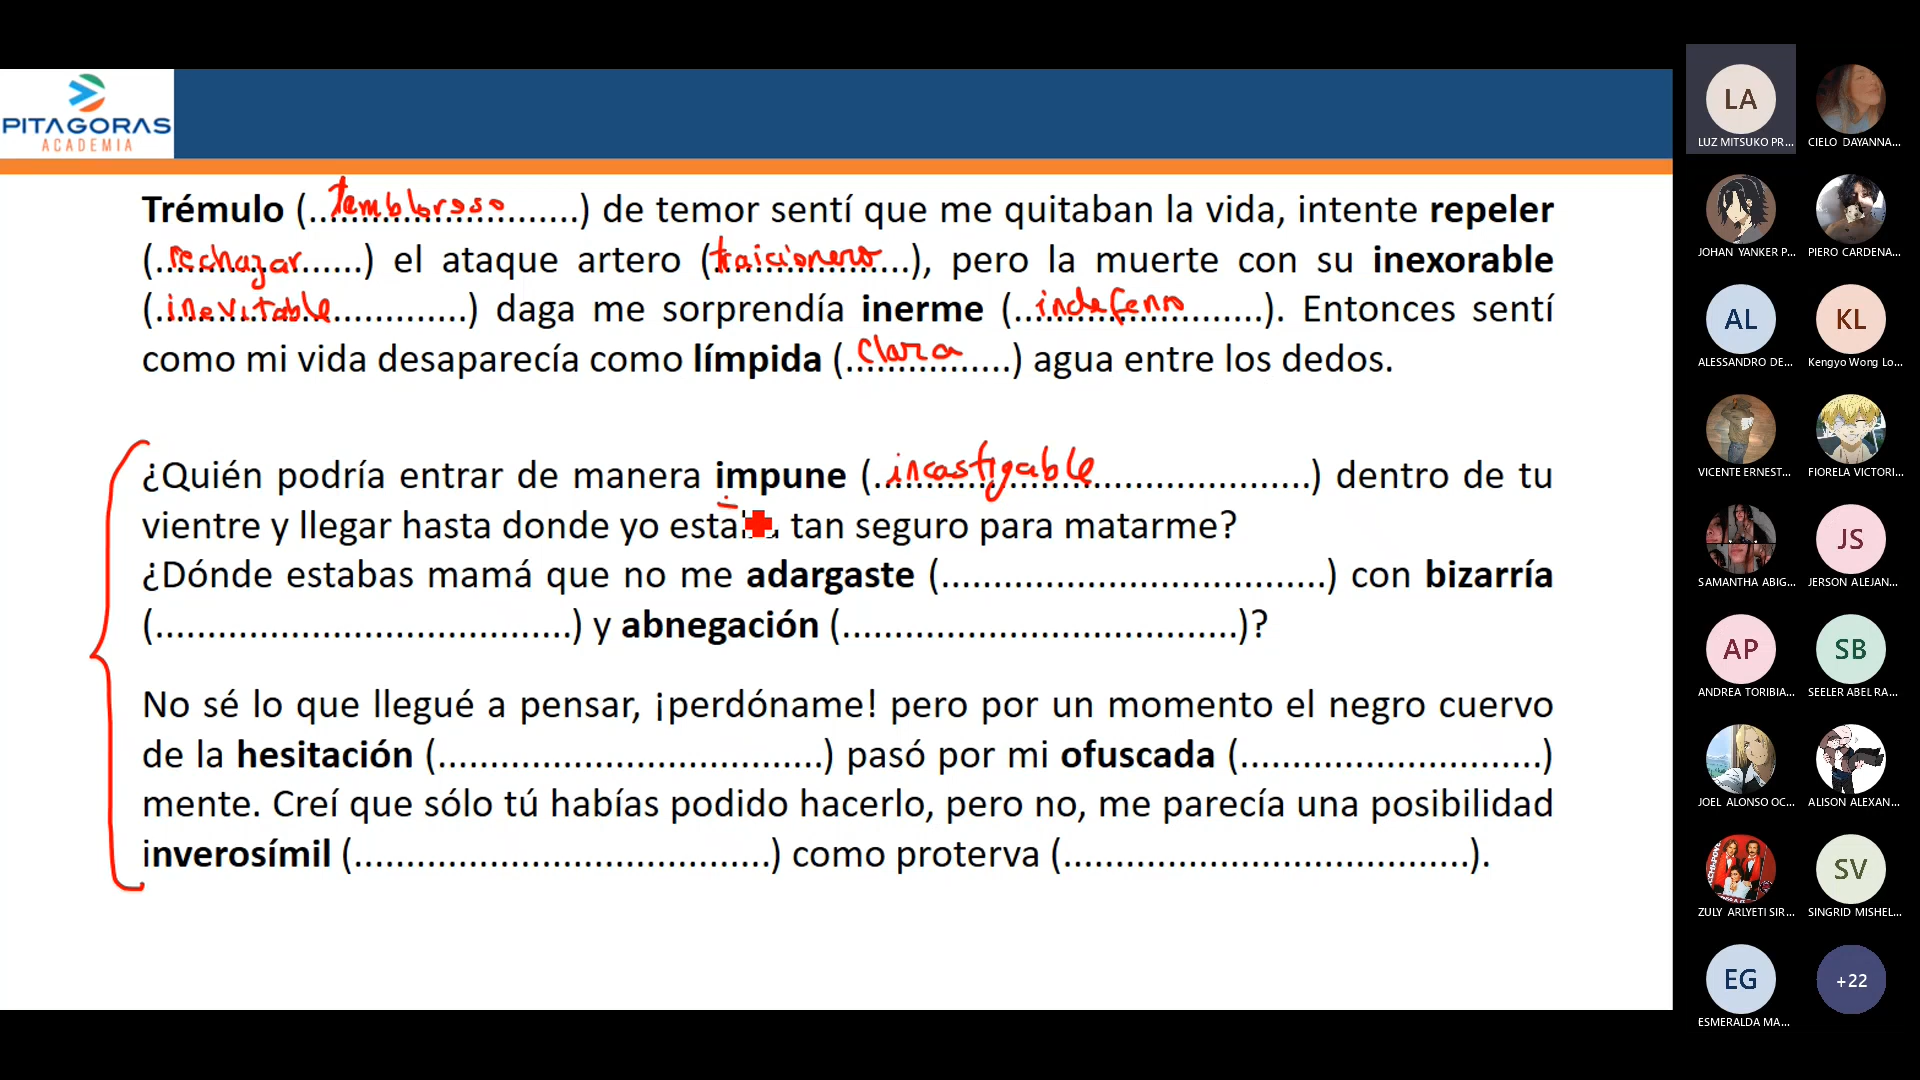 PITAGORAS
ACADEMIA
Trémulo (..tembloroso..........) de temor sentí que me quitaban la vida, intente repeler
(..rechazar......) el ataque artero (traicionero...), pero la muerte con su inexorable
(..inevitable.............) daga me sorprendía inerme (..indefenso........). Entonces sentí
como mi vida desaparecía como límpida (..clara.....) agua entre los dedos.
¿Quién podría entrar de manera impune (..incastigable.....................) dentro de tu
vientre y llegar hasta donde yo tan seguro para matarme?
¿Dónde estabas mamá que no me adargaste (.....................................) con bizarría
(........................................) y abnegación (......................................)?
No sé lo que llegué a pensar, ¡perdóname! pero por un momento el negro cuervo
de la hesitación (.....................................) pasó por mi ofuscada (.............................)
mente. Creí que sólo tú habías podido hacerlo, pero no, me parecía una posibilidad
inverosímil (........................................) como proterva (.......................................).
LA
LUZ MITSUKO PR...
CIELO DAYANNA...
JOHAN YANKER P...
PIERO CARDENA...
AL
KL
ALESSANDRO DE...
Kengyo Wong Lo...
VICENTE ERNEST...
FIORELA VICTORI...
JS
SAMANTHA ABIG...
JERSON ALEJAN...
AP
SB
ANDREA TORIBIA...
SEELER ABEL RA...
JOEL ALONSO OC...
ALISON ALEXAN...
SV
ZULY ARLYETI SIR...
SINGRID MISHEL...
EG
+22
ESMERALDA MA...